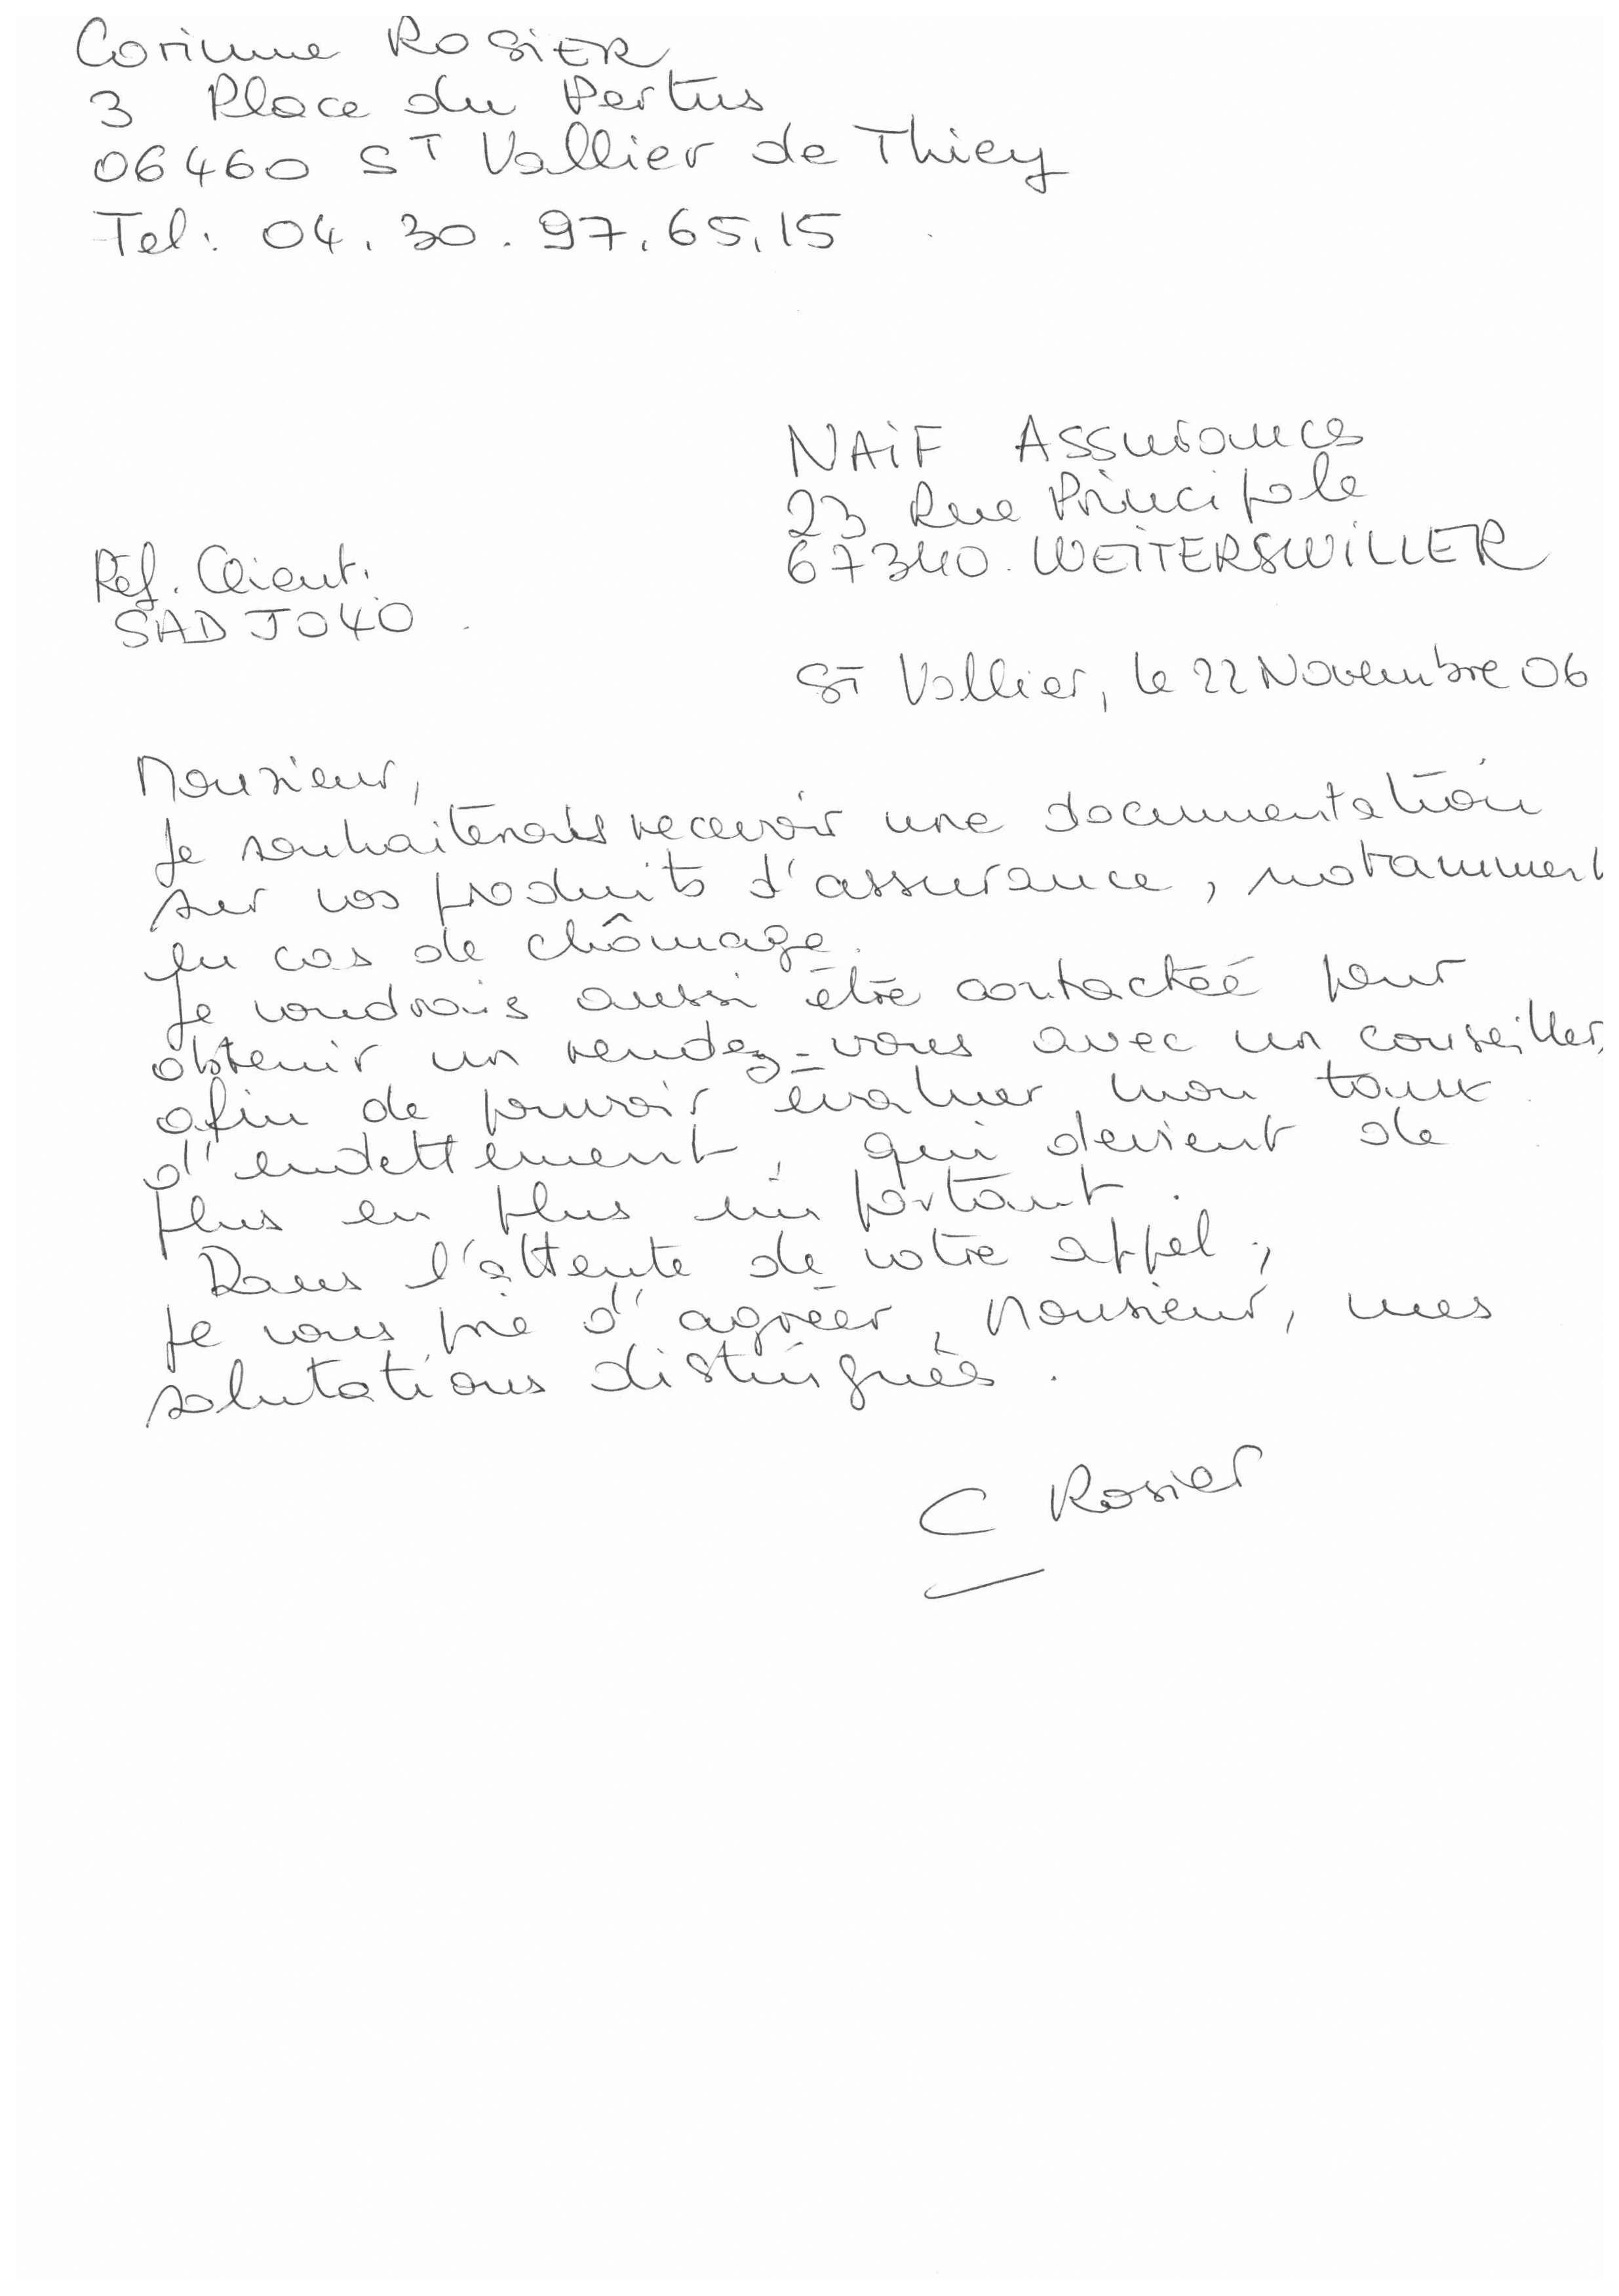 Corinne ROSiER
3 Place du Pertus
06460 ST Vallier de Thiey
Tel: 04.30.97.65.15
NAiF Assurances
23 Rue Principale
67340. WEiTERSWiLLER
Réf. Client.
SAD J040
St Vallier, le 22 Novembre 06
Monsieur,
Je souhaiterais recevoir une documentation
sur vos produits d'assurance, notamment
en cas de chômage.
Je voudrais aussi être contactéé pour
obtenir un rendez-vous avec un conseiller,
afin de pouvoir évaluer mon taux
d'endettement, qui devient de
plus en plus important.
Dans l'attente de votre appel,
je vous prie d'agréer, Monsieur, mes
salutations distinguées.
C Rosier